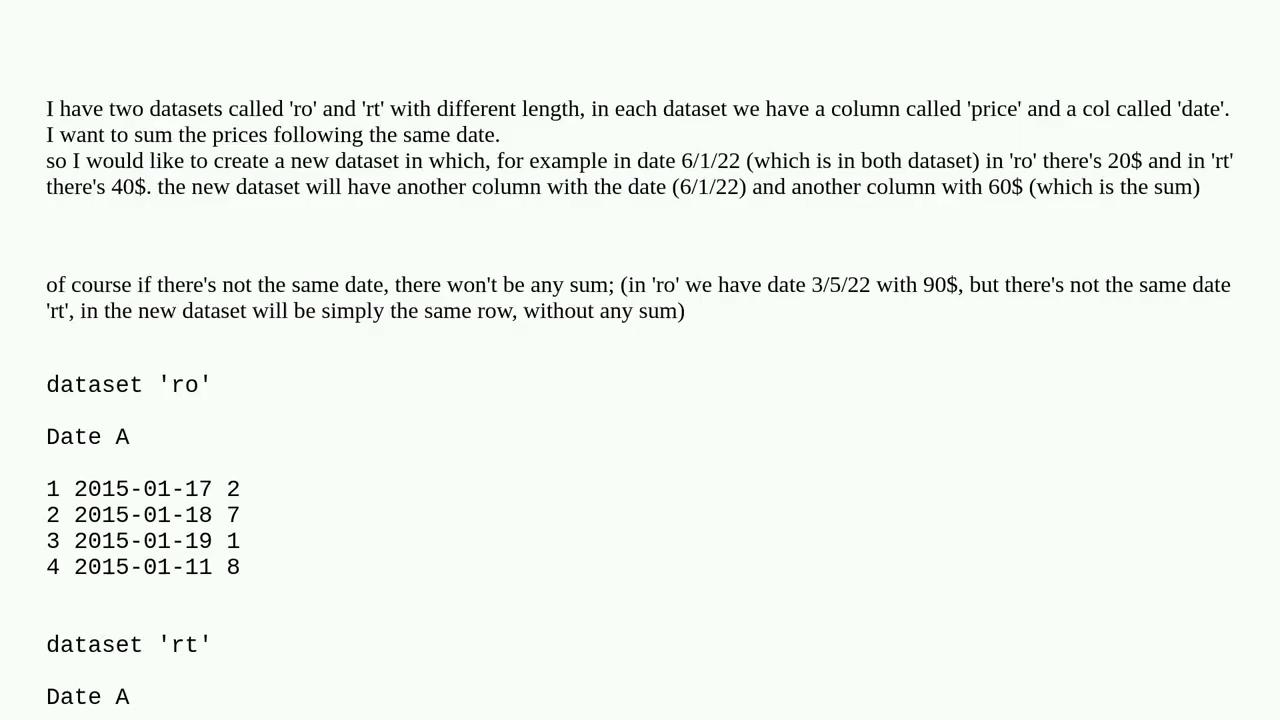 I have two datasets called 'ro' and 'rt' with different length, in each dataset we have a column called 'price' and a col called 'date'.
I want to sum the prices following the same date.
so I would like to create a new dataset in which, for example in date 6/1/22 (which is in both dataset) in 'ro' there's 20$ and in 'rt'
there's 40$. the new dataset will have another column with the date (6/1/22) and another column with 60$ (which is the sum)
of course if there's not the same date, there won't be any sum; (in 'ro' we have date 3/5/22 with 90$, but there's not the same date
'rt', in the new dataset will be simply the same row, without any sum)
dataset 'ro'
Date A
1 2015-01-17 2
2 2015-01-18 7
3 2015-01-19 1
4 2015-01-11 8
dataset 'rt'
Date A